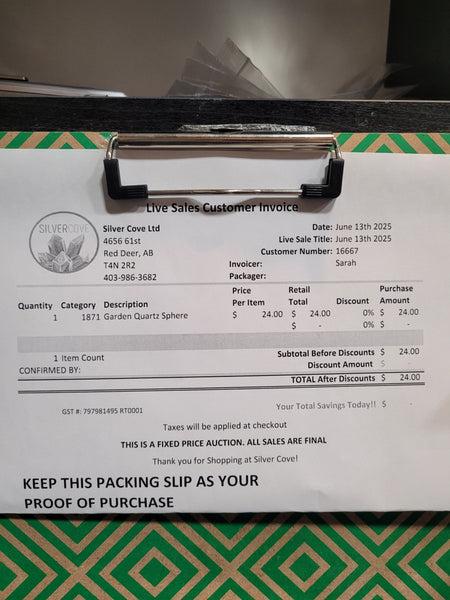 Live Sales Customer Invoice
SILVERCOVE
Silver Cove Ltd
4656 61st
Red Deer, AB
T4N 2R2
403-986-3682
Date: June 13th 2025
Live Sale Title: June 13th 2025
Customer Number: 16667
Invoicer: Sarah
Packager:
Quantity Category Description Price Per Item Retail Total Discount Purchase Amount
1 1871 Garden Quartz Sphere $ 24.00 $ 24.00 0% $ 24.00
$ - 0% $ -
1 Item Count Subtotal Before Discounts $ 24.00
Discount Amount $ -
CONFIRMED BY:
TOTAL After Discounts $ 24.00
GST #: 797981495 RT0001 Your Total Savings Today!! $ -
Taxes will be applied at checkout
THIS IS A FIXED PRICE AUCTION. ALL SALES ARE FINAL
Thank you for Shopping at Silver Cove!
KEEP THIS PACKING SLIP AS YOUR
PROOF OF PURCHASE